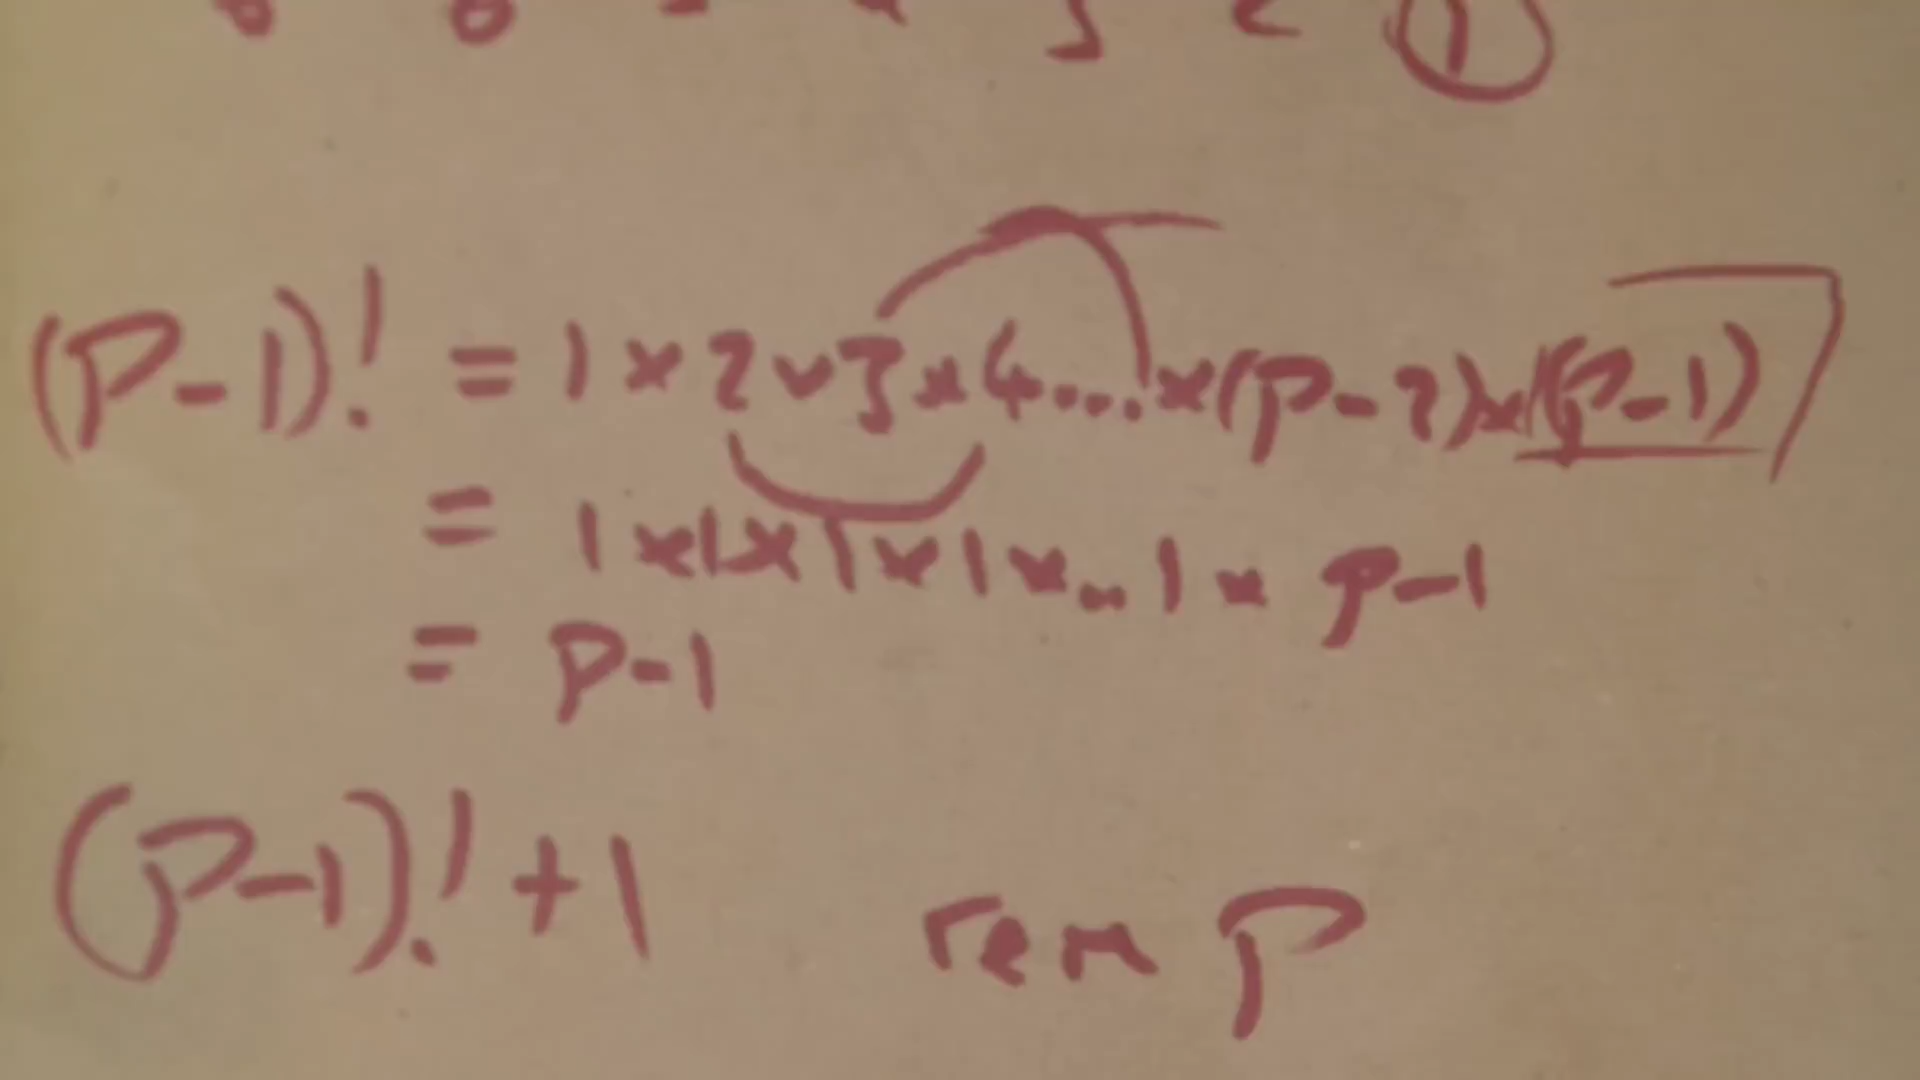 (P-1)! = 1 x 2 x 3 x 4 ... x (p-2) x (p-1)
= 1 x 1 x 1 x 1 x .. 1 x p-1
= P-1
(P-1)! + 1 rem P